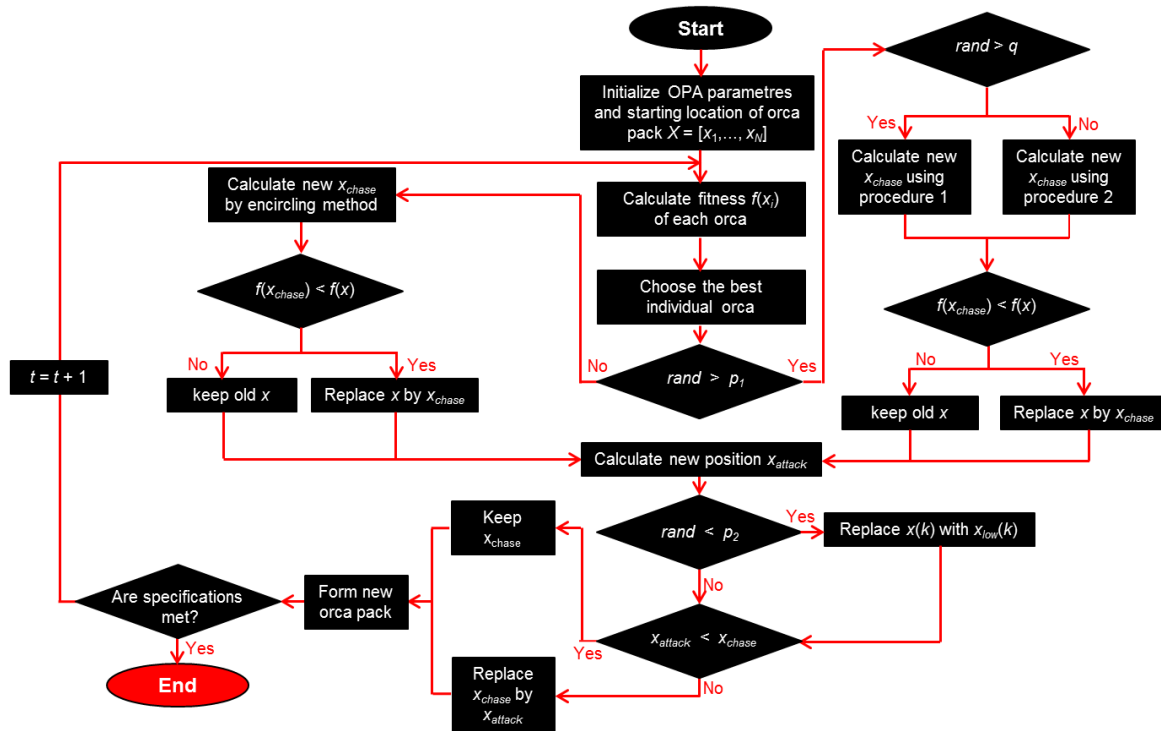 Start
Initialize OPA parametres
and starting location of orca
pack X = [x1,…, xN]
Calculate fitness f(xi)
of each orca
Choose the best
individual orca
rand > p1
No
Yes
rand > q
Yes
No
Calculate new
xchase using
procedure 1
Calculate new
xchase using
procedure 2
f(xchase) < f(x)
No
Yes
keep old x
Replace x by xchase
Calculate new xchase
by encircling method
f(xchase) < f(x)
No
Yes
keep old x
Replace x by xchase
t = t + 1
Calculate new position xattack
rand < p2
Yes
No
Replace x(k) with xlow(k)
xattack < xchase
Yes
No
Keep
xchase
Replace
xchase by
xattack
Form new
orca pack
Are specifications
met?
Yes
End